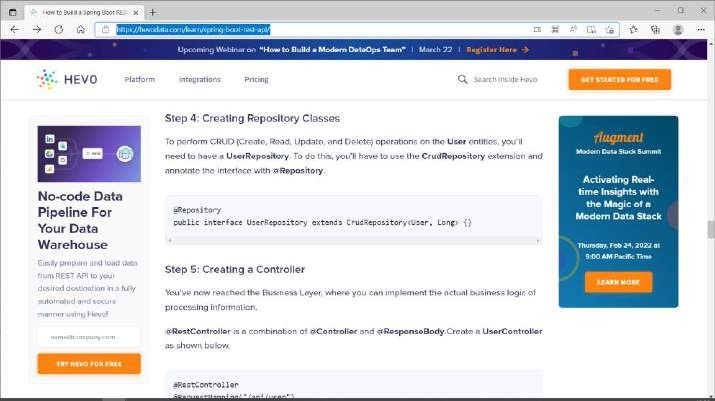 How to Build a Spring Boot REST
https://hevodata.com/learn/spring-boot-rest-api/
Upcoming Webinar on "How to Build a Modern DataOps Team" | March 22 | Register Here →
HEVO
Platform
Integrations
Pricing
Search Inside Hevo
GET STARTED FOR FREE
No-code Data
Pipeline For
Your Data
Warehouse
Easily prepare and load data
from REST API to your
desired destination in a fully
automated and secure
manner using Hevo!
name@company.com
TRY HEVO FOR FREE
Step 4: Creating Repository Classes
To perform CRUD (Create, Read, Update, and Delete) operations on the User entities, you'll
need to have a UserRepository. To do this, you'll have to use the CrudRepository extension and
annotate the interface with @Repository.
@Repository
public interface UserRepository extends CrudRepository<User, Long> {}
Step 5: Creating a Controller
You've now reached the Business Layer, where you can implement the actual business logic of
processing information.
@RestController is a combination of @Controller and @ResponseBody.Create a UserController
as shown below.
@RestController
@RequestMapping("/api/user")
Augment
Modern Data Stack Summit
Activating Real-
time Insights with
the Magic of a
Modern Data Stack
Thursday, Feb 24, 2022 at
9:00 AM Pacific Time
LEARN MORE